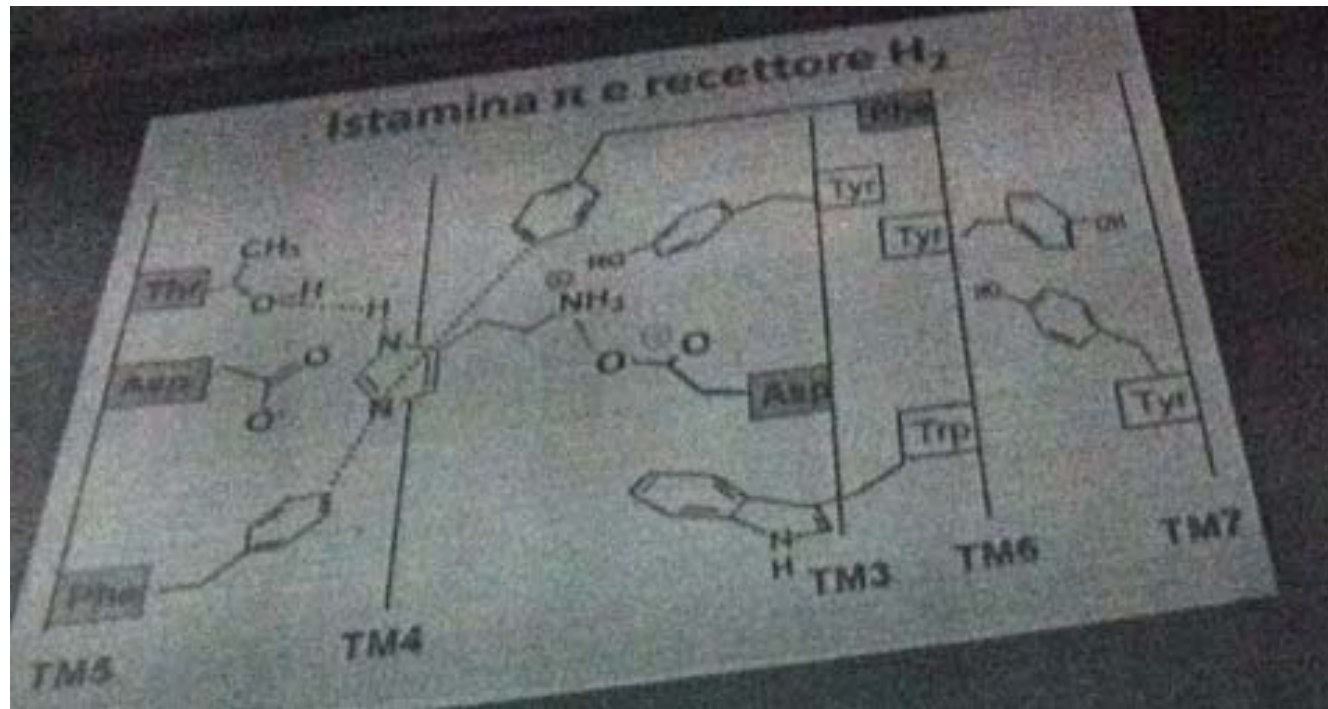 Istamina π e recettore H₂
Phe
Tyr
Tyr
OH
CH₃
Thr
O
H
H
HO
⊕
NH₃
HO
N
N
Asp
O
O⁻
O
⊖
O
Asp
Tyr
Trp
N
H
Phe
TM5
TM4
TM3
TM6
TM7